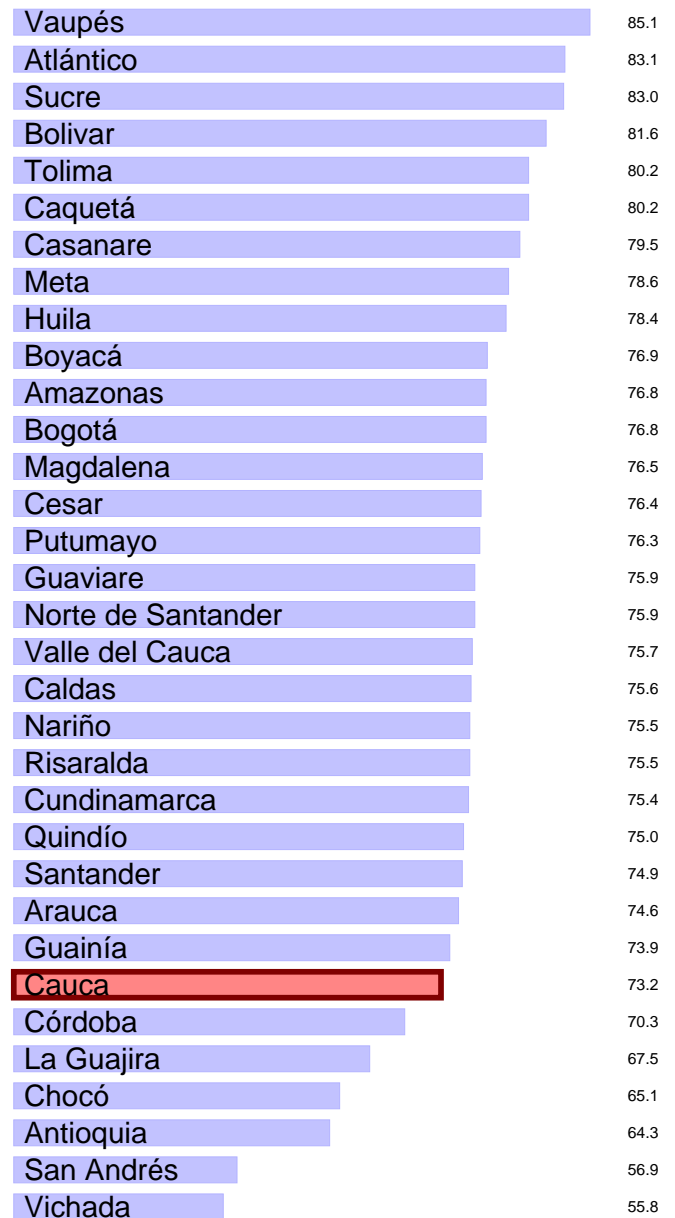 Vaupés 85.1
Atlántico 83.1
Sucre 83.0
Bolivar 81.6
Tolima 80.2
Caquetá 80.2
Casanare 79.5
Meta 78.6
Huila 78.4
Boyacá 76.9
Amazonas 76.8
Bogotá 76.8
Magdalena 76.5
Cesar 76.4
Putumayo 76.3
Guaviare 75.9
Norte de Santander 75.9
Valle del Cauca 75.7
Caldas 75.6
Nariño 75.5
Risaralda 75.5
Cundinamarca 75.4
Quindío 75.0
Santander 74.9
Arauca 74.6
Guainía 73.9
Cauca 73.2
Córdoba 70.3
La Guajira 67.5
Chocó 65.1
Antioquia 64.3
San Andrés 56.9
Vichada 55.8